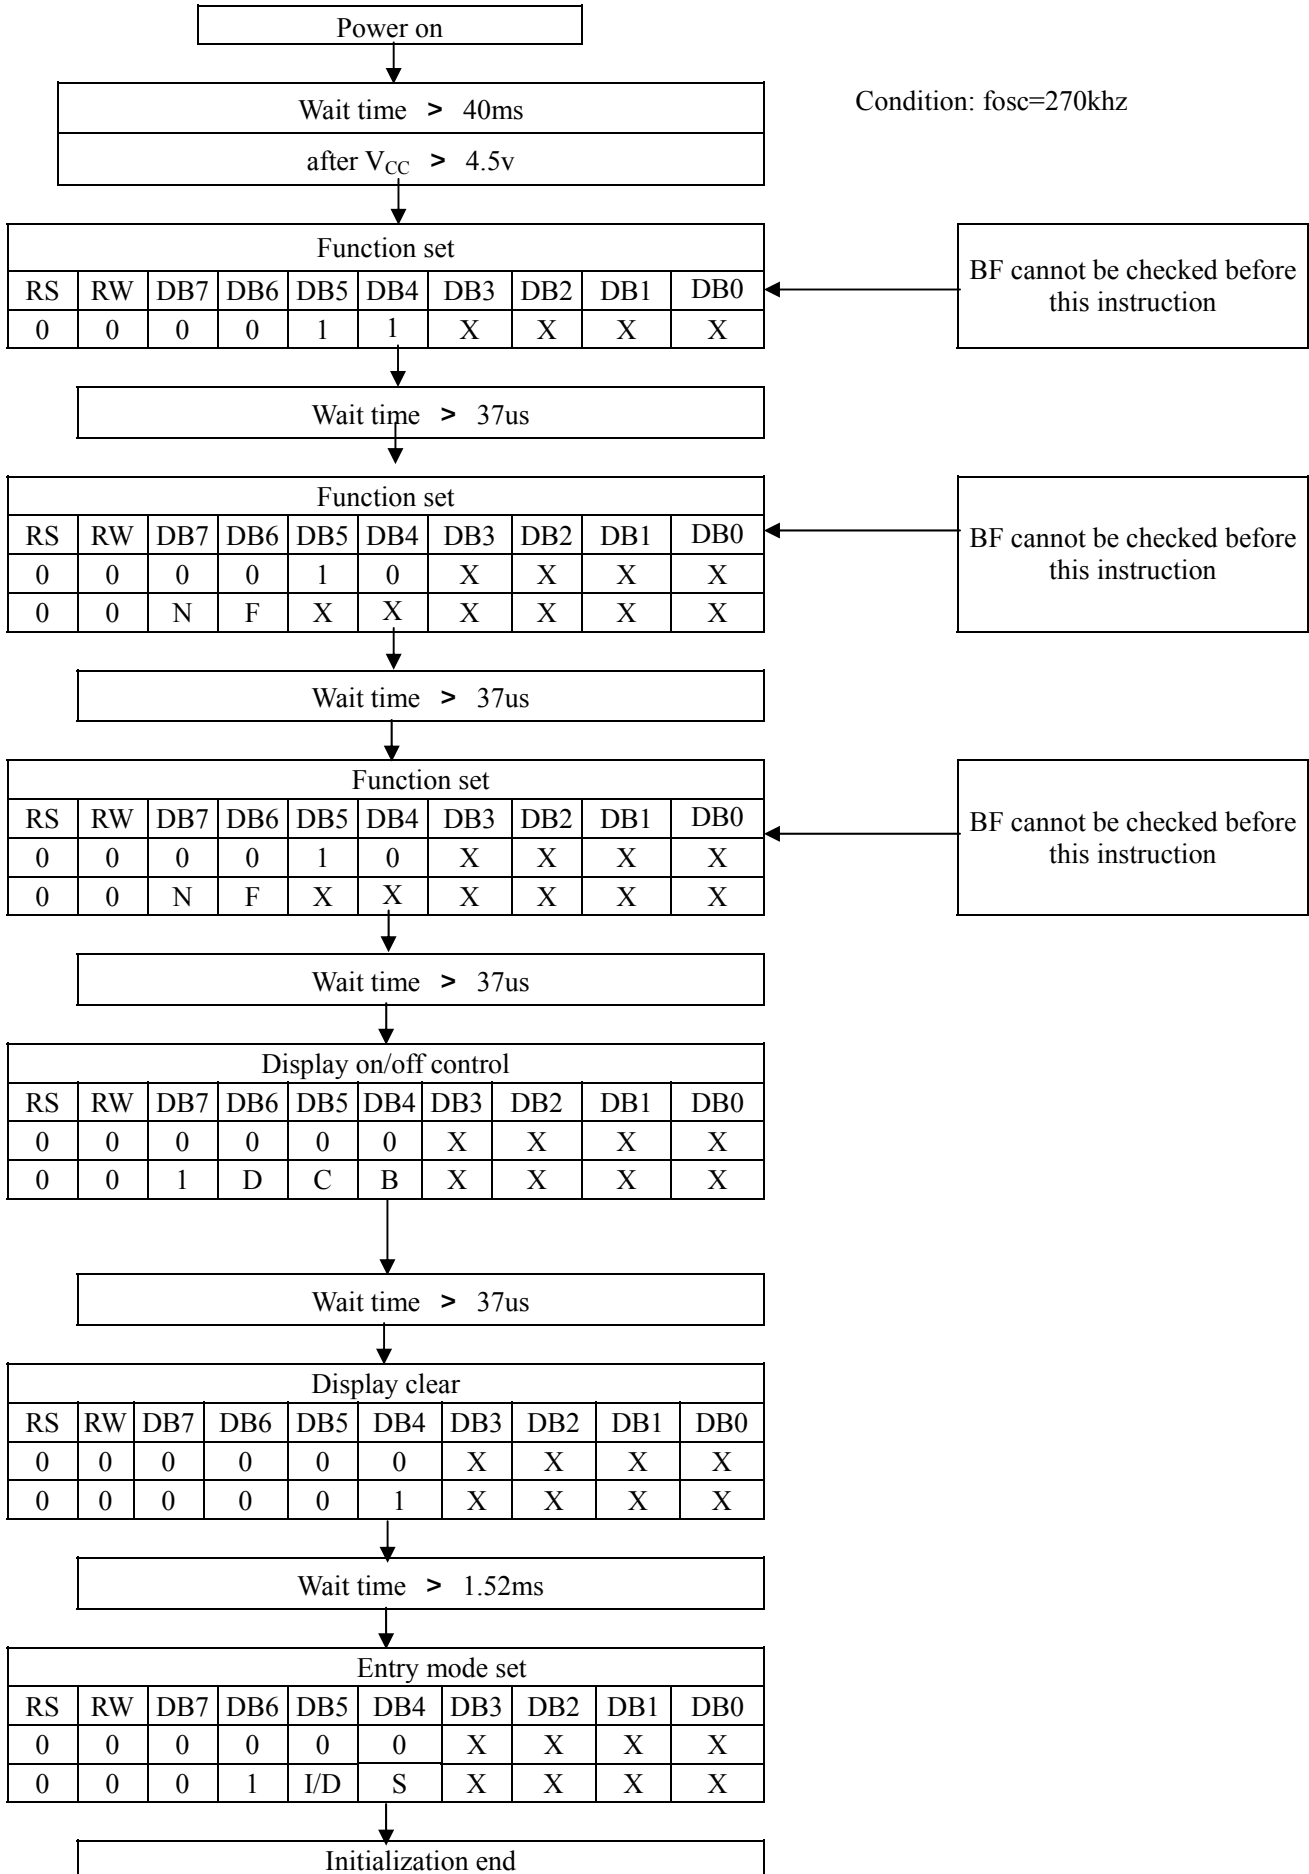 Power on
Wait time > 40ms
Condition: fosc=270khz
after VCC > 4.5v
Function set
RS RW DB7 DB6 DB5 DB4 DB3 DB2 DB1 DB0
0 0 0 0 1 1 X X X X
BF cannot be checked before
this instruction
Wait time > 37us
Function set
RS RW DB7 DB6 DB5 DB4 DB3 DB2 DB1 DB0
0 0 0 0 1 0 X X X X
0 0 N F X X X X X X
BF cannot be checked before
this instruction
Wait time > 37us
Function set
RS RW DB7 DB6 DB5 DB4 DB3 DB2 DB1 DB0
0 0 0 0 1 0 X X X X
0 0 N F X X X X X X
BF cannot be checked before
this instruction
Wait time > 37us
Display on/off control
RS RW DB7 DB6 DB5 DB4 DB3 DB2 DB1 DB0
0 0 0 0 0 0 X X X X
0 0 1 D C B X X X X
Wait time > 37us
Display clear
RS RW DB7 DB6 DB5 DB4 DB3 DB2 DB1 DB0
0 0 0 0 0 0 X X X X
0 0 0 0 0 1 X X X X
Wait time > 1.52ms
Entry mode set
RS RW DB7 DB6 DB5 DB4 DB3 DB2 DB1 DB0
0 0 0 0 0 0 X X X X
0 0 0 1 I/D S X X X X
Initialization end